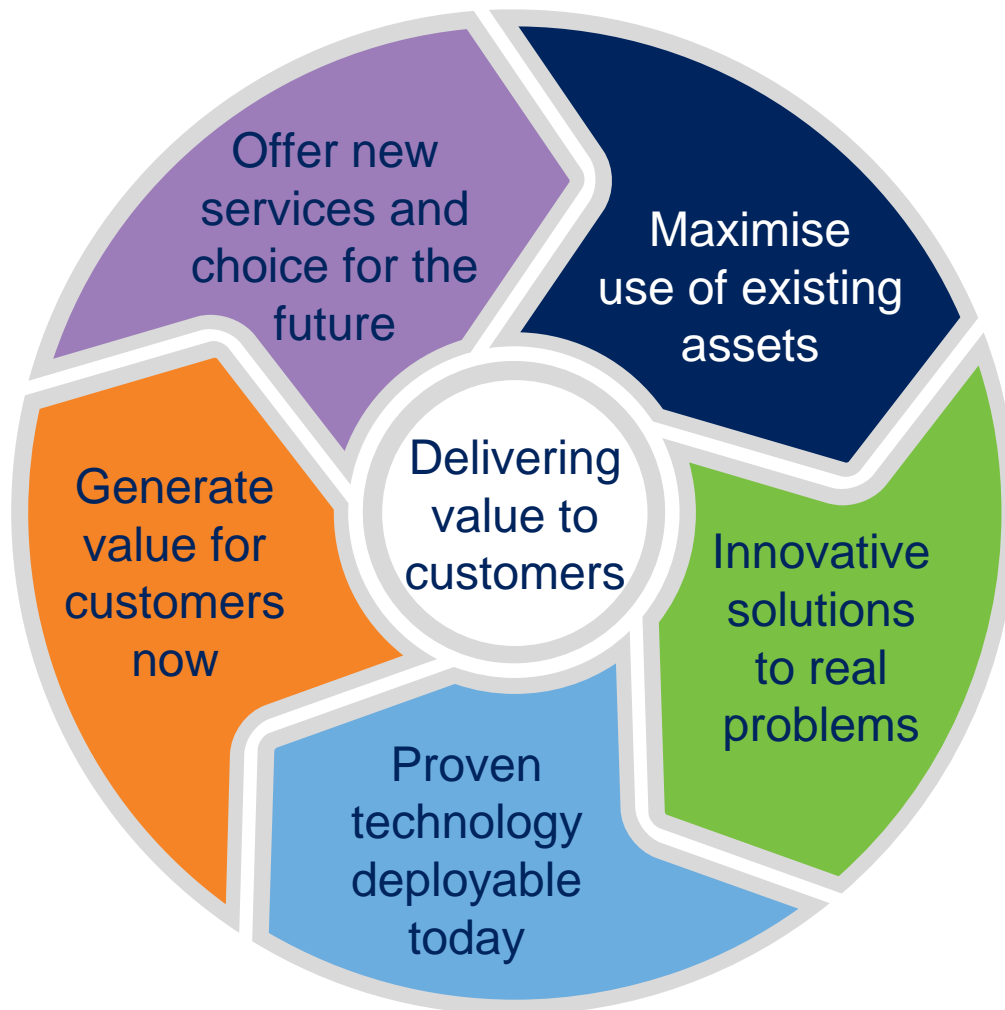 Offer new
services and
choice for the
future
Maximise
use of existing
assets
Innovative
solutions
to real
problems
Proven
technology
deployable
today
Generate
value for
customers
now
Delivering
value to
customers